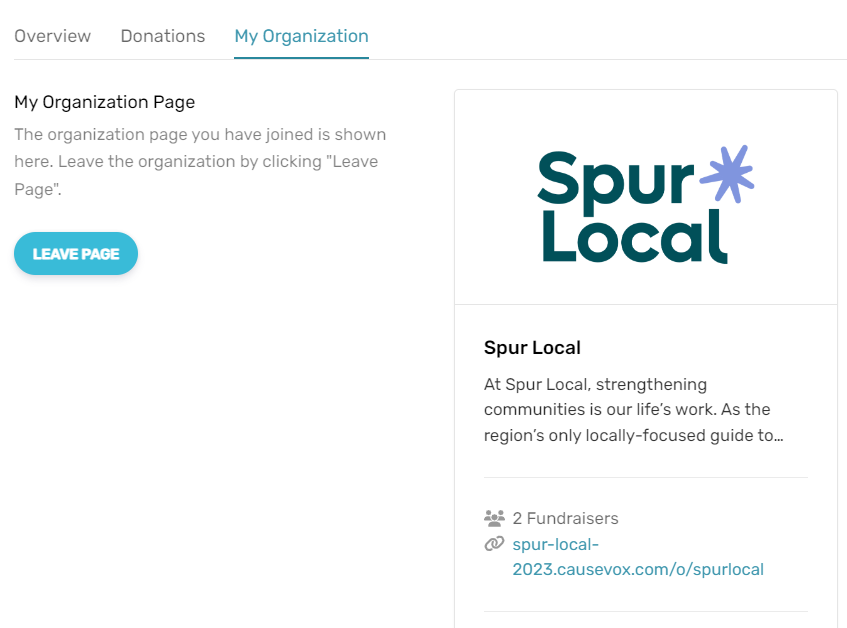 Overview Donations My Organization
My Organization Page
The organization page you have joined is shown
here. Leave the organization by clicking "Leave
Page".
LEAVE PAGE
Spur
Local
Spur Local
At Spur Local, strengthening
communities is our life’s work. As the
region’s only locally-focused guide to…
2 Fundraisers
spur-local-
2023.causevox.com/o/spurlocal